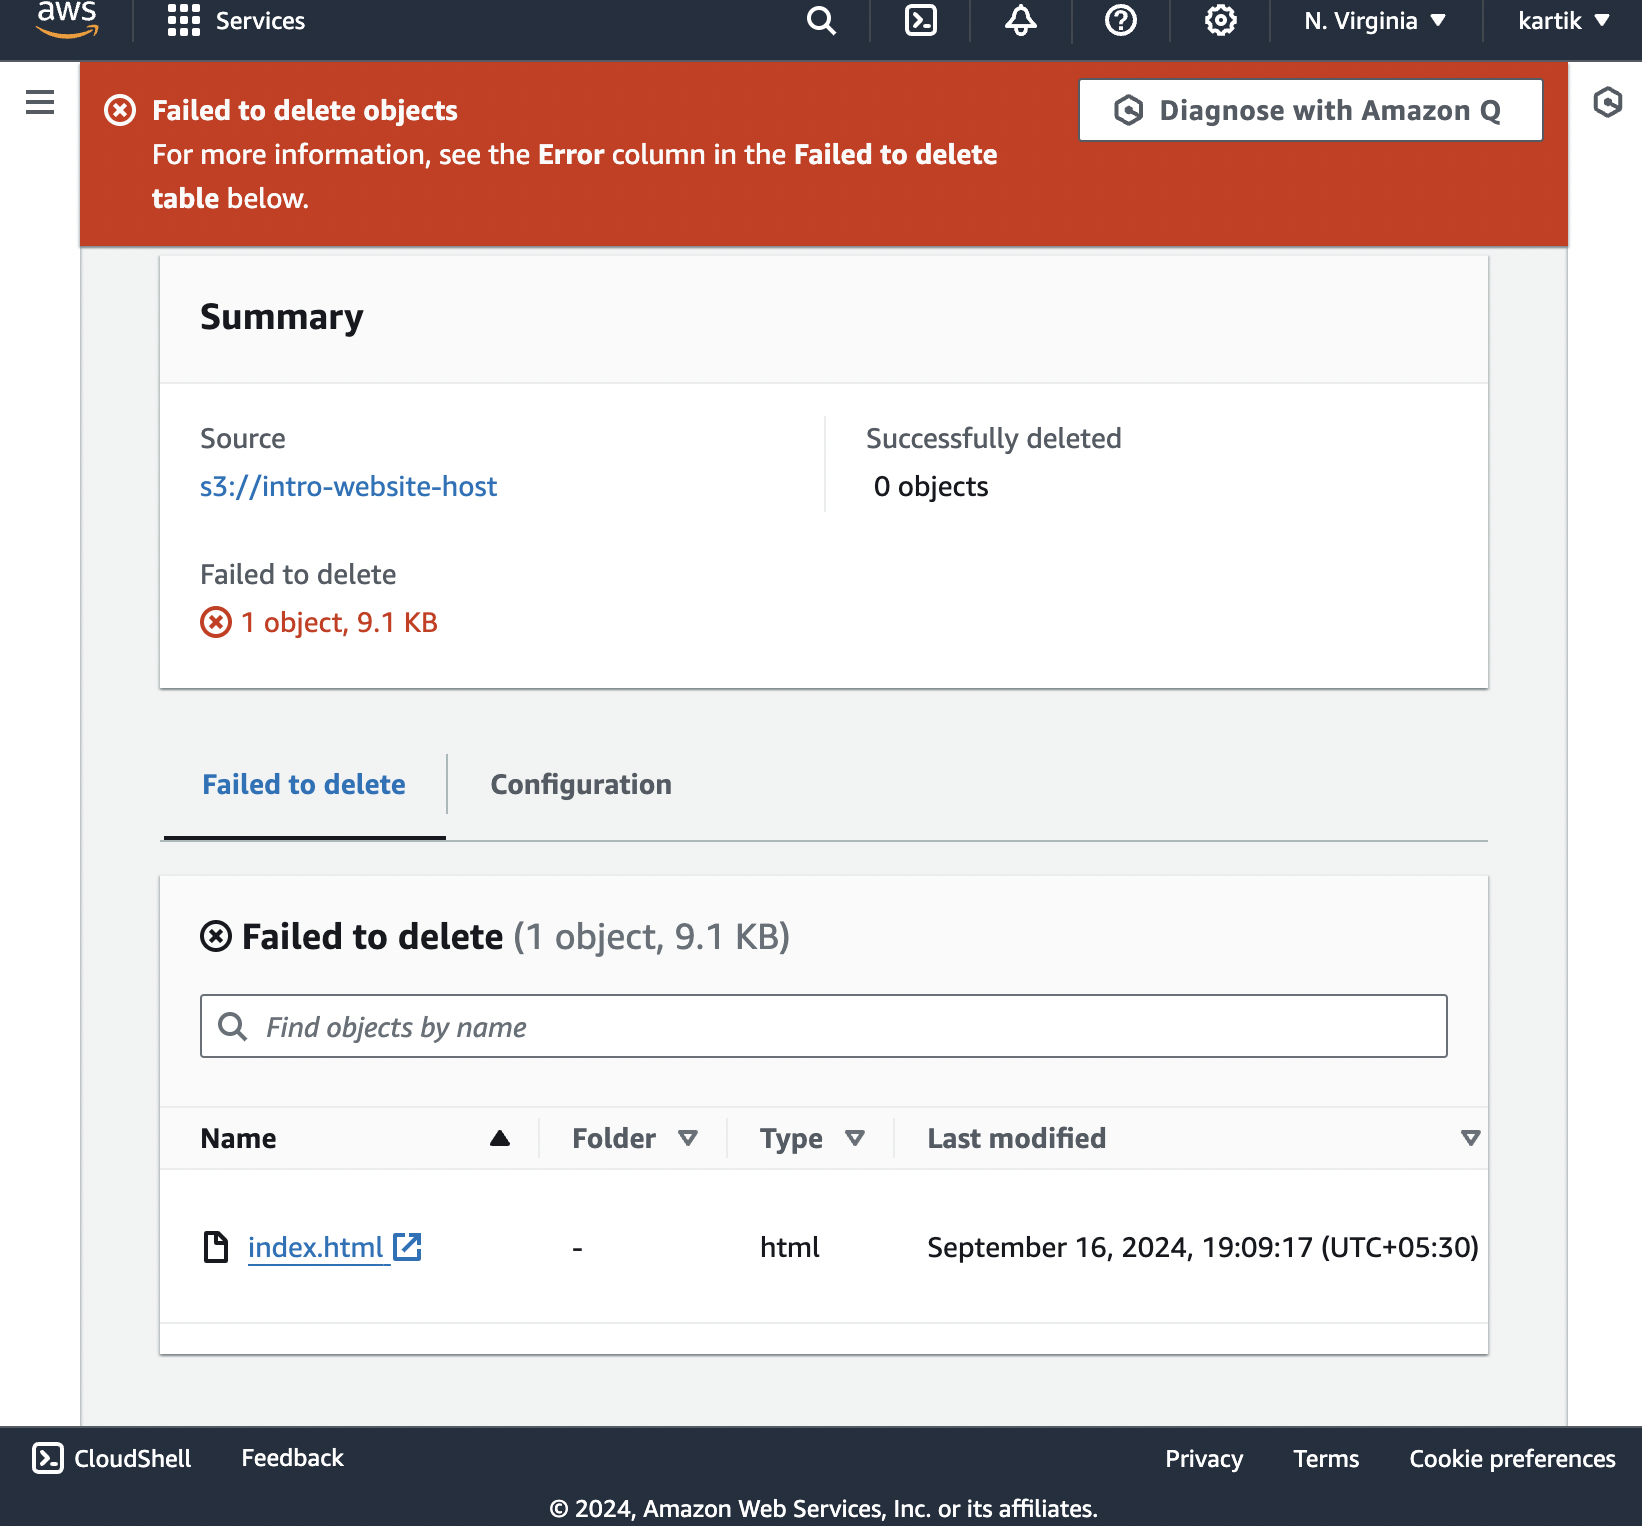 aws Services N. Virginia kartik
Failed to delete objects
Diagnose with Amazon Q
For more information, see the Error column in the Failed to delete
table below.
Summary
Source
s3://intro-website-host
Successfully deleted
0 objects
Failed to delete
1 object, 9.1 KB
Failed to delete Configuration
Failed to delete (1 object, 9.1 KB)
Find objects by name
Name Folder Type Last modified
index.html - html September 16, 2024, 19:09:17 (UTC+05:30)
CloudShell Feedback Privacy Terms Cookie preferences
© 2024, Amazon Web Services, Inc. or its affiliates.